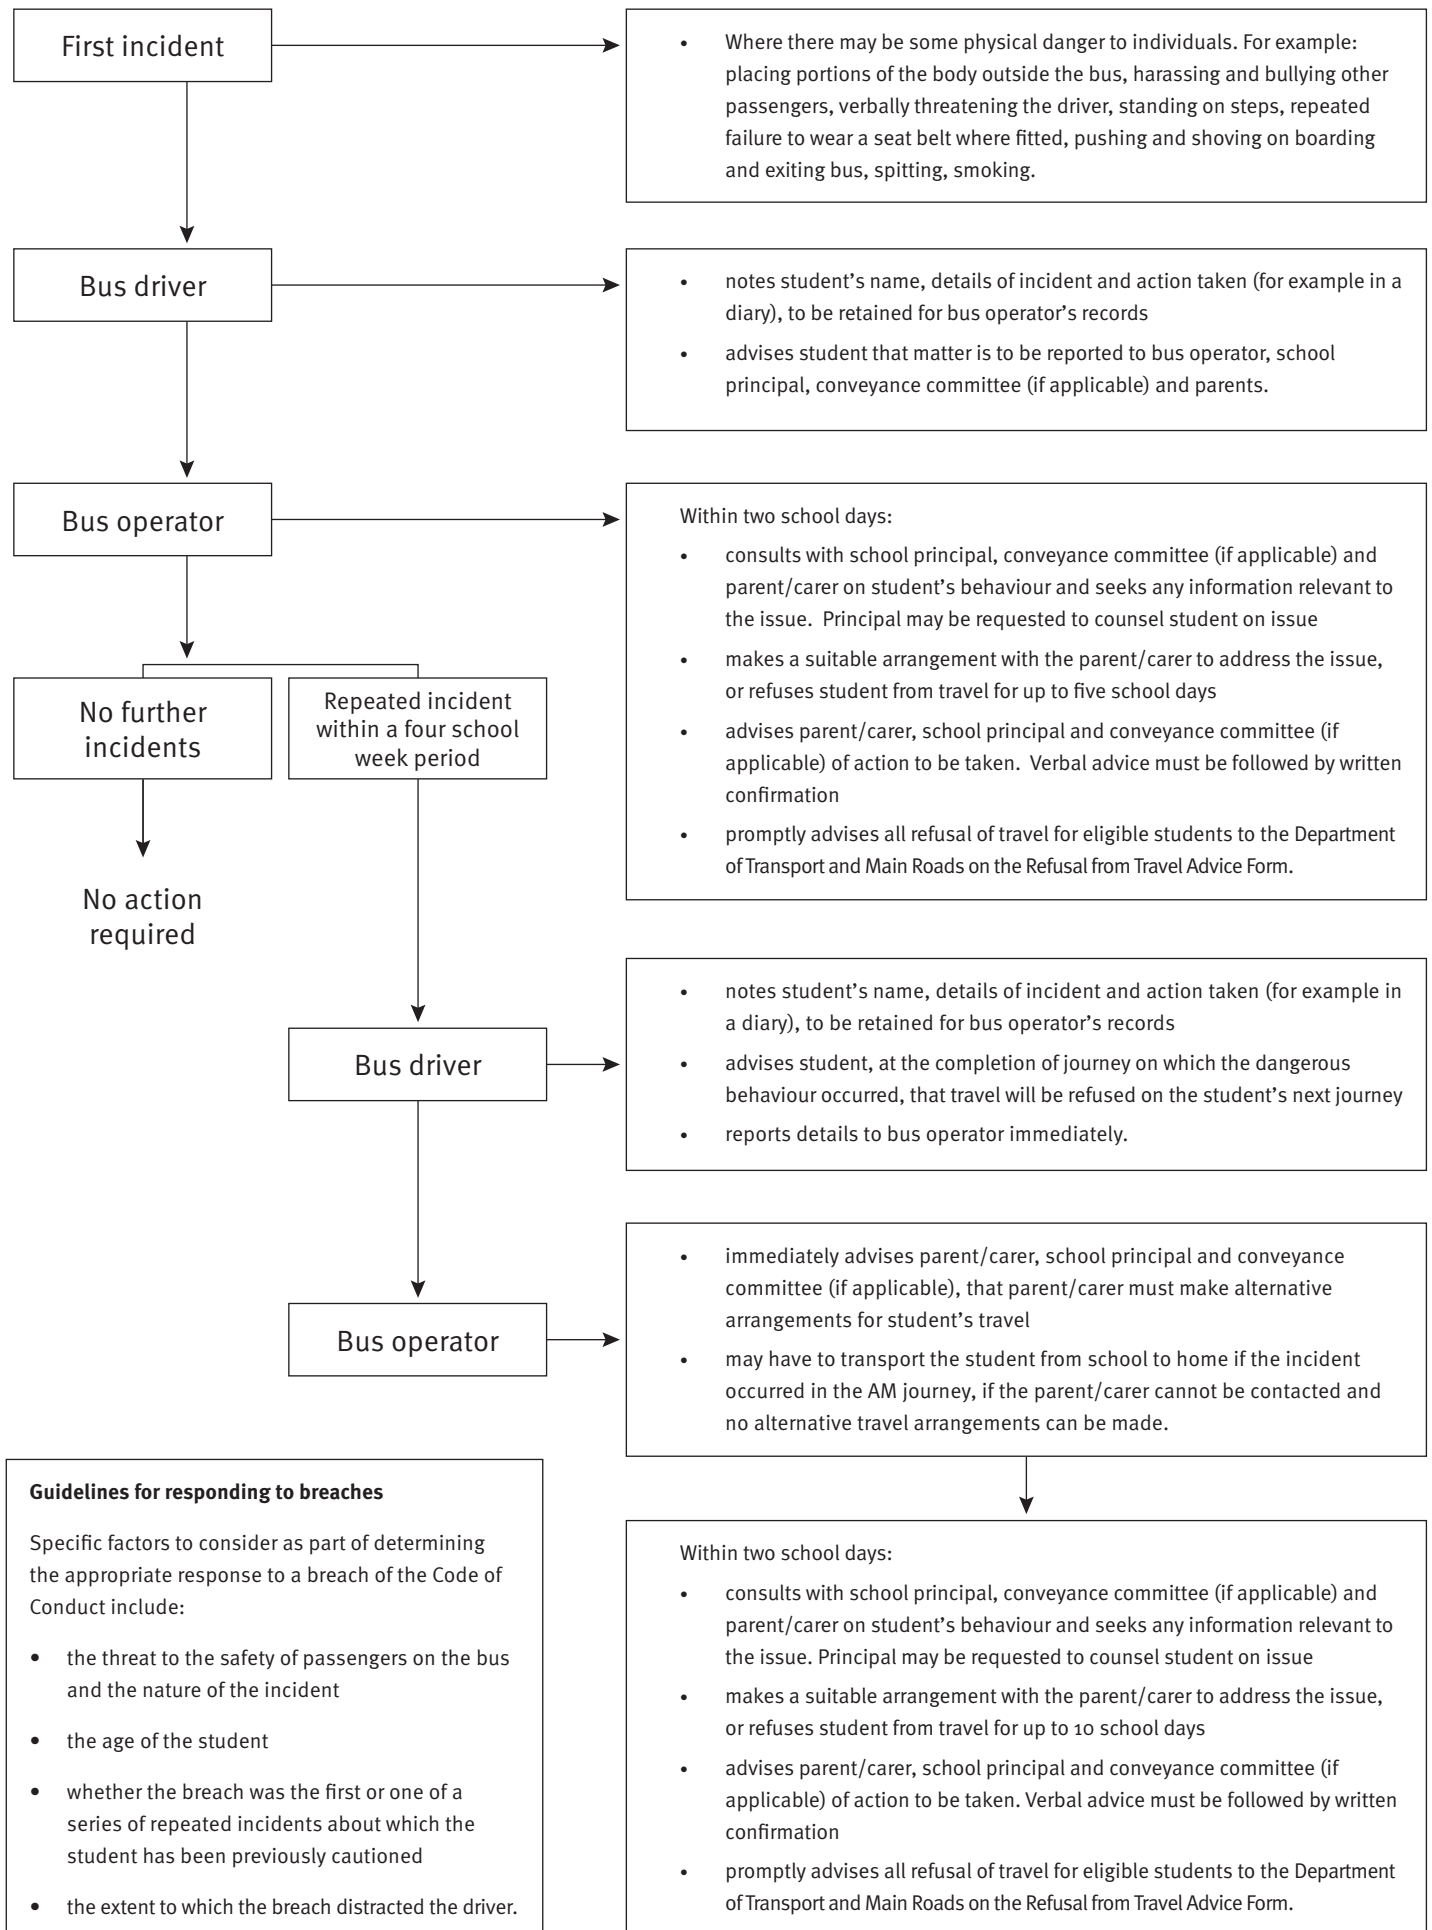 First incident
• Where there may be some physical danger to individuals. For example:
placing portions of the body outside the bus, harassing and bullying other
passengers, verbally threatening the driver, standing on steps, repeated
failure to wear a seat belt where fitted, pushing and shoving on boarding
and exiting bus, spitting, smoking.
Bus driver
• notes student’s name, details of incident and action taken (for example in a
diary), to be retained for bus operator’s records
• advises student that matter is to be reported to bus operator, school
principal, conveyance committee (if applicable) and parents.
Bus operator
Within two school days:
• consults with school principal, conveyance committee (if applicable) and
parent/carer on student’s behaviour and seeks any information relevant to
the issue.  Principal may be requested to counsel student on issue
• makes a suitable arrangement with the parent/carer to address the issue,
or refuses student from travel for up to five school days
• advises parent/carer, school principal and conveyance committee (if
applicable) of action to be taken.  Verbal advice must be followed by written
confirmation
• promptly advises all refusal of travel for eligible students to the Department
of Transport and Main Roads on the Refusal from Travel Advice Form.
No further
incidents
No action
required
Repeated incident
within a four school
week period
Bus driver
• notes student’s name, details of incident and action taken (for example in
a diary), to be retained for bus operator’s records
• advises student, at the completion of journey on which the dangerous
behaviour occurred, that travel will be refused on the student’s next journey
• reports details to bus operator immediately.
Bus operator
• immediately advises parent/carer, school principal and conveyance
committee (if applicable), that parent/carer must make alternative
arrangements for student’s travel
• may have to transport the student from school to home if the incident
occurred in the AM journey, if the parent/carer cannot be contacted and
no alternative travel arrangements can be made.
Within two school days:
• consults with school principal, conveyance committee (if applicable) and
parent/carer on student’s behaviour and seeks any information relevant to
the issue. Principal may be requested to counsel student on issue
• makes a suitable arrangement with the parent/carer to address the issue,
or refuses student from travel for up to 10 school days
• advises parent/carer, school principal and conveyance committee (if
applicable) of action to be taken. Verbal advice must be followed by written
confirmation
• promptly advises all refusal of travel for eligible students to the Department
of Transport and Main Roads on the Refusal from Travel Advice Form.
Guidelines for responding to breaches
Specific factors to consider as part of determining
the appropriate response to a breach of the Code of
Conduct include:
• the threat to the safety of passengers on the bus
and the nature of the incident
• the age of the student
• whether the breach was the first or one of a
series of repeated incidents about which the
student has been previously cautioned
• the extent to which the breach distracted the driver.